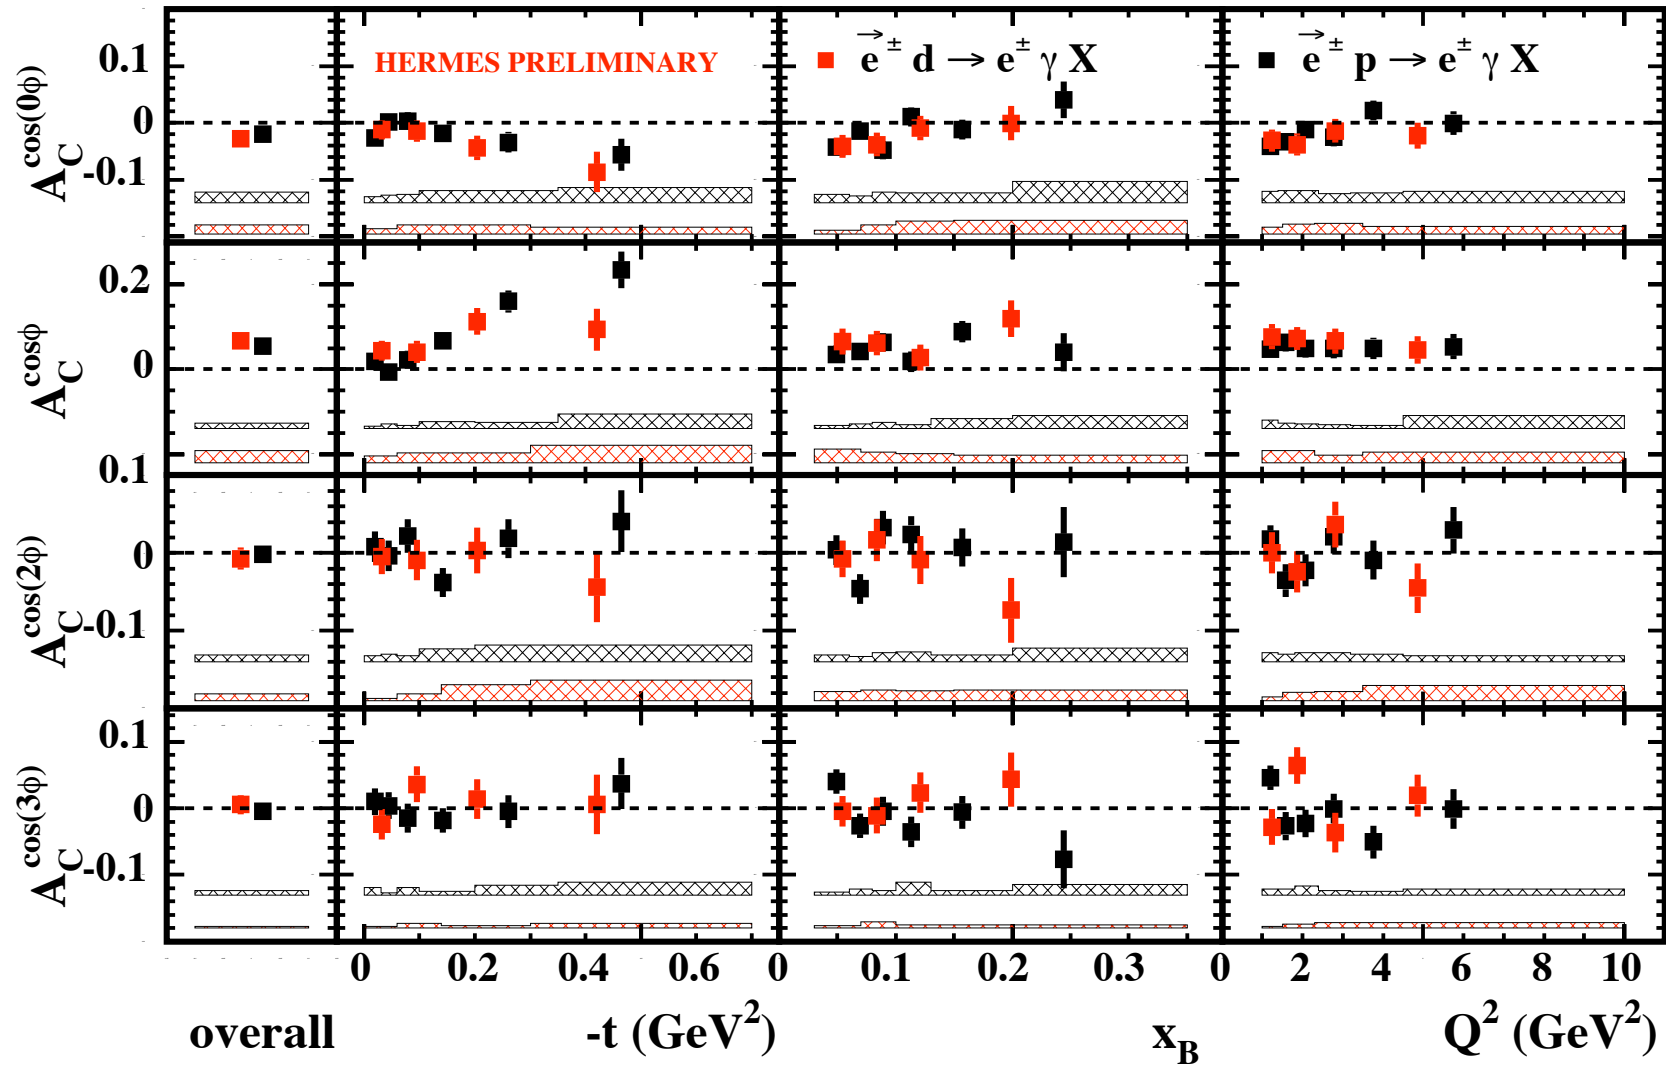 HERMES PRELIMINARY
e⃗± d → e± γ X
e⃗± p → e± γ X
A_C^cos(0ϕ)
0.1
0
-0.1
A_C^cosϕ
0.2
0
A_C^cos(2ϕ)
0.1
0
-0.1
A_C^cos(3ϕ)
0.1
0
-0.1
0 0.2 0.4 0.6
0 0.1 0.2 0.3
0 2 4 6 8 10
overall
-t (GeV²)
x_B
Q² (GeV²)